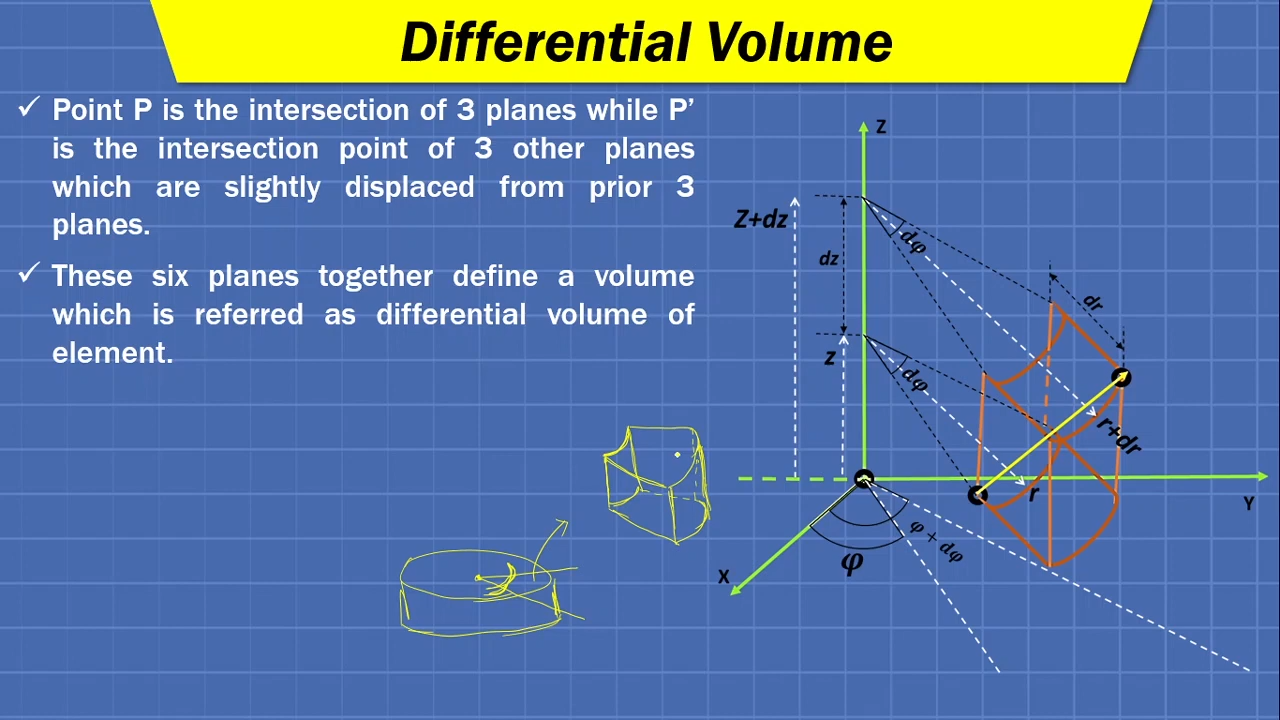 Differential Volume
✓ Point P is the intersection of 3 planes while P’
is the intersection point of 3 other planes
which are slightly displaced from prior 3
planes.
✓ These six planes together define a volume
which is referred as differential volume of
element.
Z
Z+dz
dz
dφ
dr
z
dφ
r+dr
r
Y
φ + dφ
φ
X